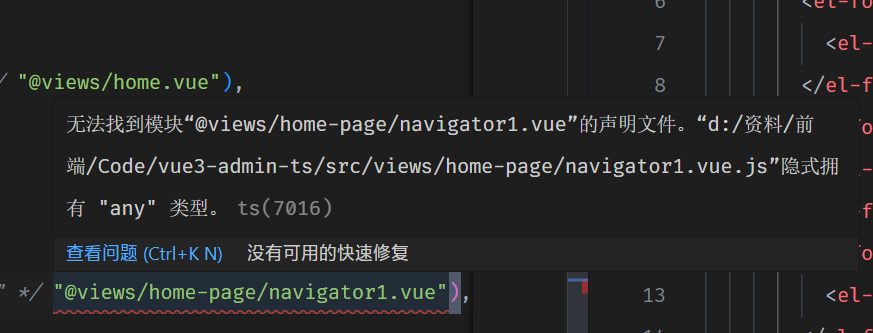 6 <el-fo
7 <el-
/ "@views/home.vue"),
8 </el-f
无法找到模块“@views/home-page/navigator1.vue”的声明文件。“d:/资料/前
端/Code/vue3-admin-ts/src/views/home-page/navigator1.vue.js”隐式拥
有 "any" 类型。 ts(7016)
查看问题 (Ctrl+K N) 没有可用的快速修复
" */ "@views/home-page/navigator1.vue"),
13 <el-
</el-f